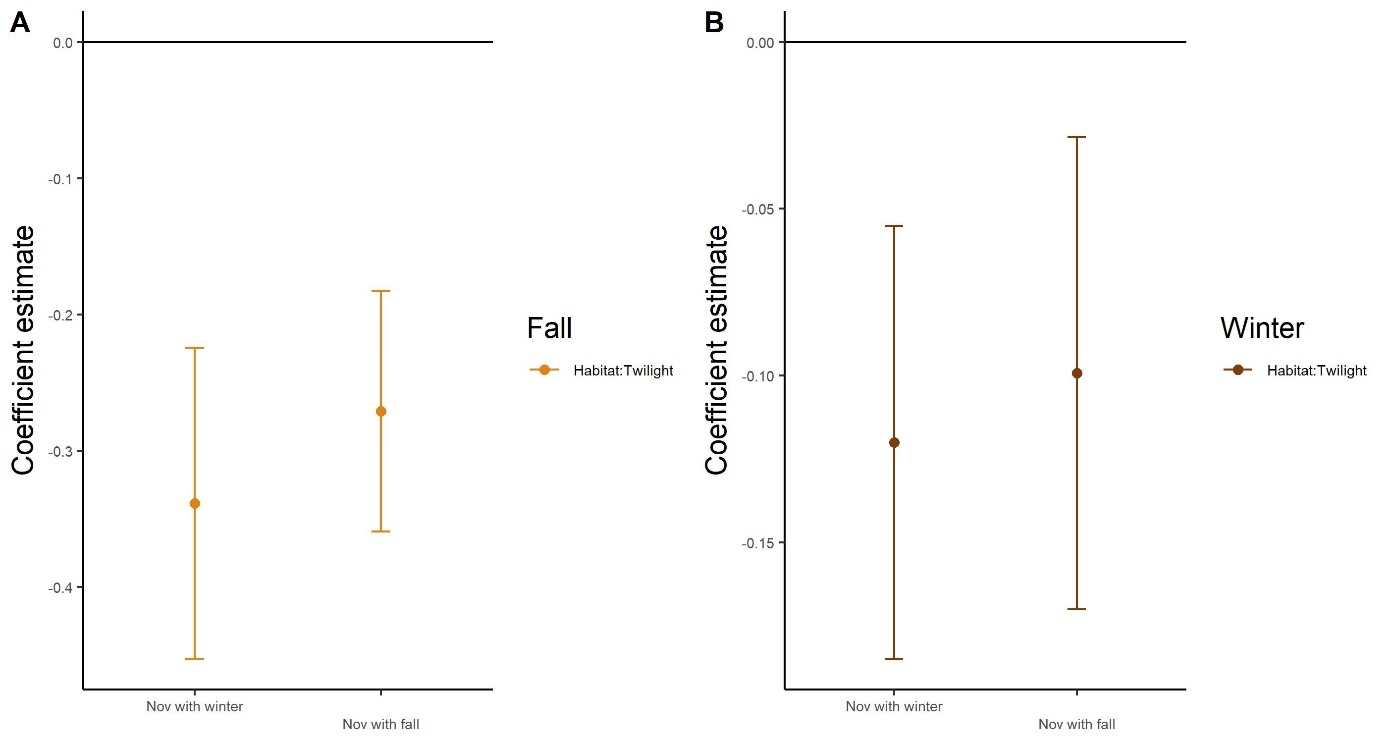 A
Coefficient estimate
0.0
-0.1
-0.2
-0.3
-0.4
Nov with winter
Nov with fall
Fall
Habitat:Twilight
B
Coefficient estimate
0.00
-0.05
-0.10
-0.15
Nov with winter
Nov with fall
Winter
Habitat:Twilight